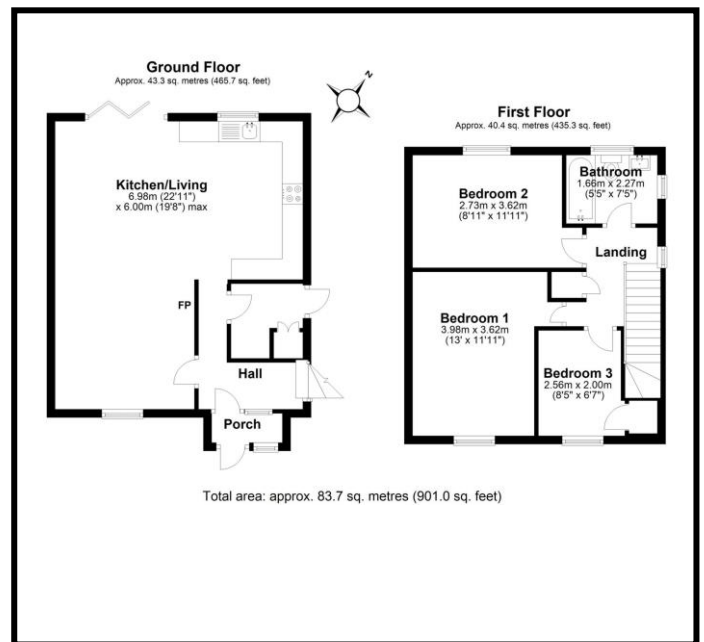 Ground Floor
Approx. 43.3 sq. metres (465.7 sq. feet)
N
Kitchen/Living
6.98m (22'11")
x 6.00m (19'8") max
FP
Hall
Porch
First Floor
Approx. 40.4 sq. metres (435.3 sq. feet)
Bathroom
1.66m x 2.27m
(5'5" x 7'5")
Bedroom 2
2.73m x 3.62m
(8'11" x 11'11")
Landing
Bedroom 1
3.98m x 3.62m
(13' x 11'11")
Bedroom 3
2.56m x 2.00m
(8'5" x 6'7")
Total area: approx. 83.7 sq. metres (901.0 sq. feet)